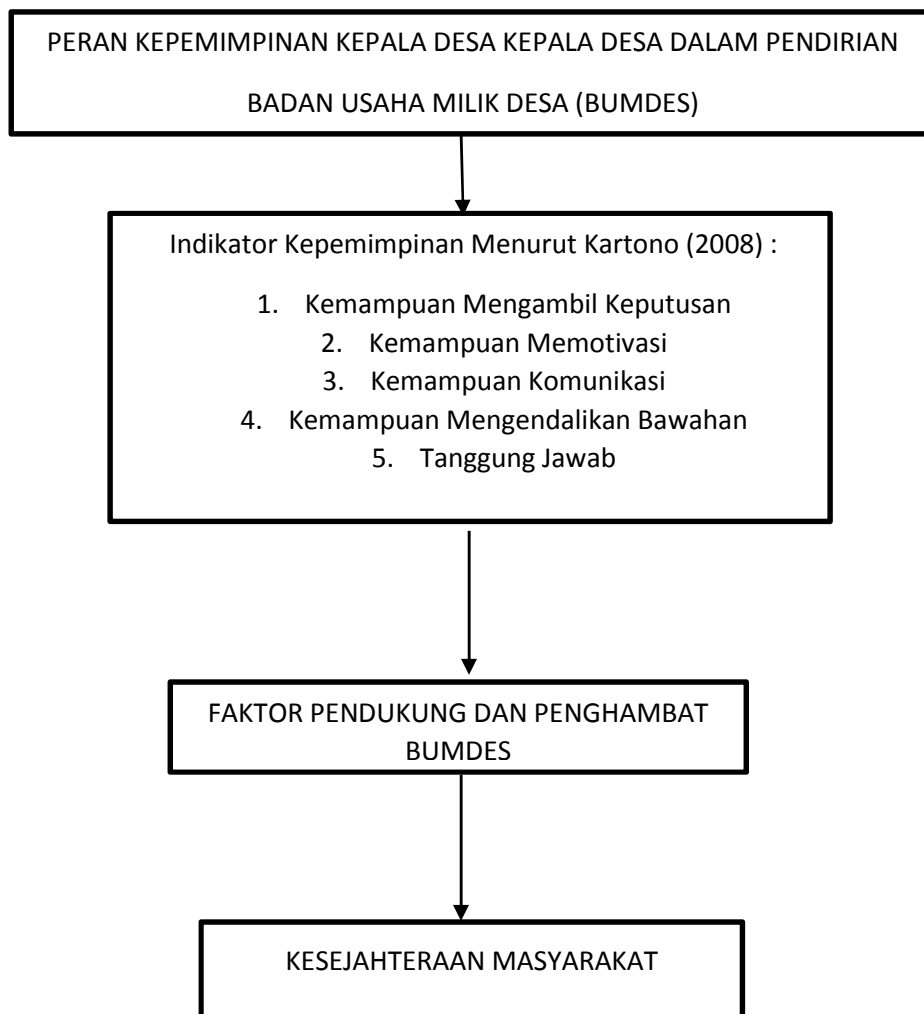 PERAN KEPEMIMPINAN KEPALA DESA KEPALA DESA DALAM PENDIRIAN
BADAN USAHA MILIK DESA (BUMDES)
Indikator Kepemimpinan Menurut Kartono (2008) :
1. Kemampuan Mengambil Keputusan
2. Kemampuan Memotivasi
3. Kemampuan Komunikasi
4. Kemampuan Mengendalikan Bawahan
5. Tanggung Jawab
FAKTOR PENDUKUNG DAN PENGHAMBAT
BUMDES
KESEJAHTERAAN MASYARAKAT